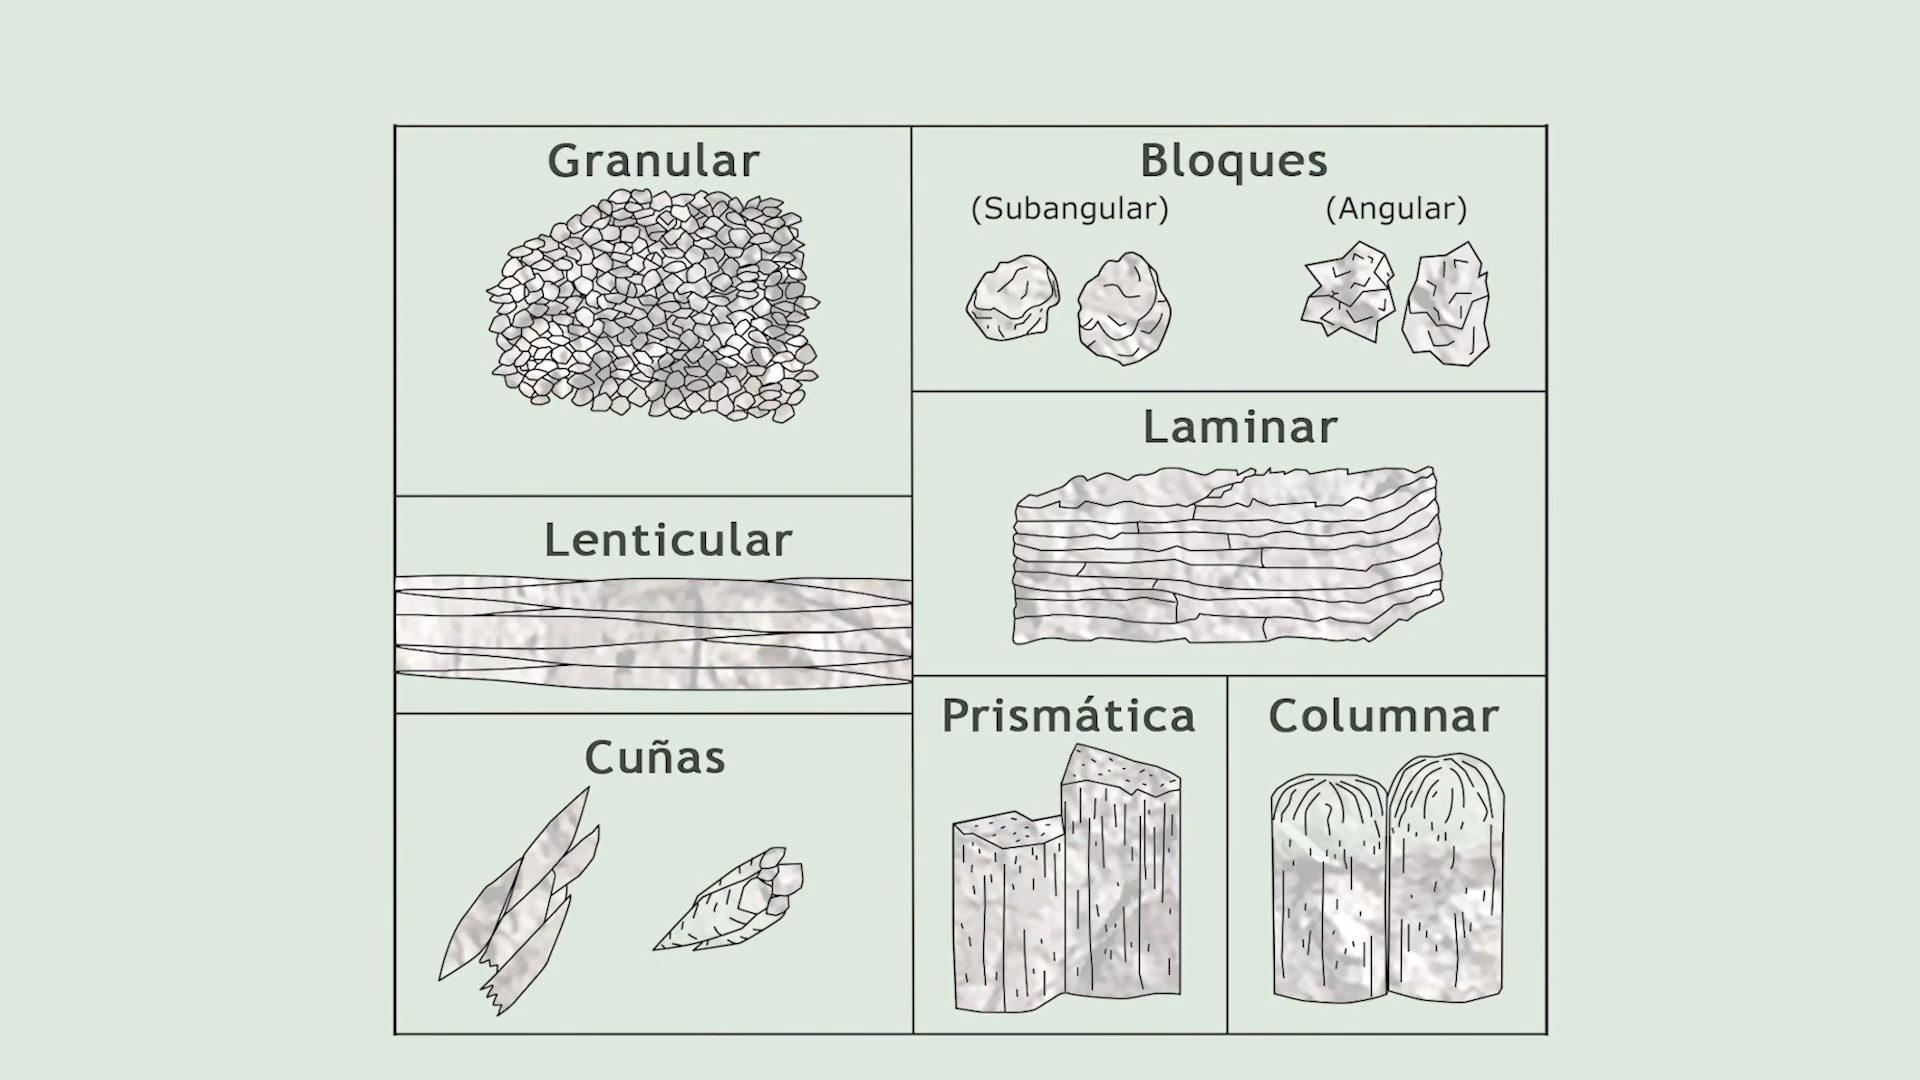 Granular
Bloques
(Subangular)
(Angular)
Laminar
Lenticular
Cuñas
Prismática
Columnar